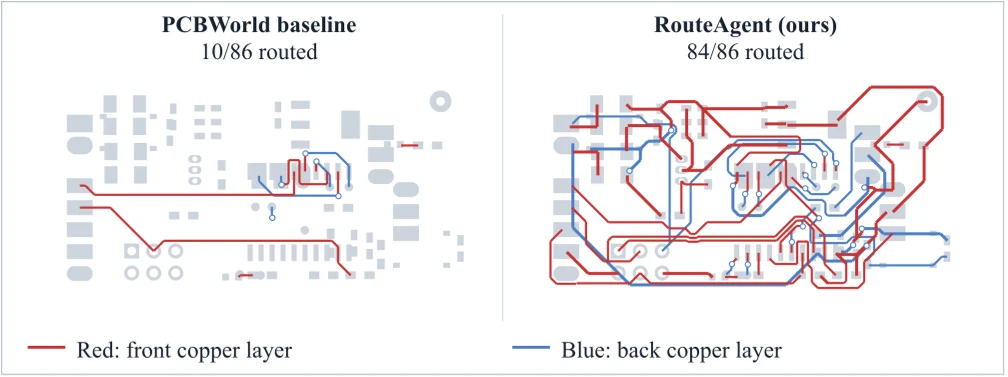 PCBWorld baseline
10/86 routed
RouteAgent (ours)
84/86 routed
Red: front copper layer
Blue: back copper layer